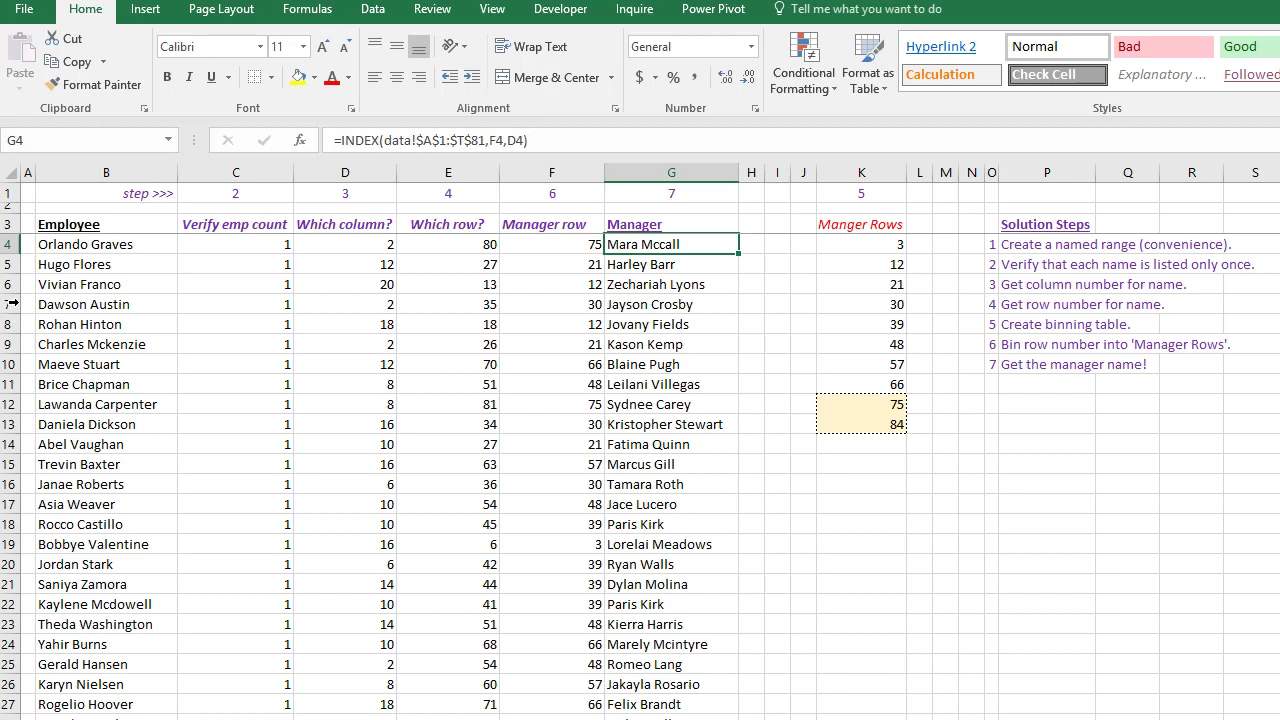 File Home Insert Page Layout Formulas Data Review View Developer Inquire Power Pivot Tell me what you want to do
Paste Cut Copy Format Painter Clipboard
Calibri 11 A A B I U A Font
Wrap Text Merge & Center Alignment
General $ % , .0 .00 .00 .0 Number
Conditional Formatting Format as Table Hyperlink 2 Normal Bad Good
Calculation Check Cell Explanatory ... Followed
Styles
G4 fx =INDEX(data!$A$1:$T$81,F4,D4)
A B C D E F G H I J K L M N O P Q R S
1 step >>> 2 3 4 6 7 5
2
3 Employee Verify emp count Which column? Which row? Manager row Manager Manger Rows Solution Steps
4 Orlando Graves 1 2 80 75 Mara Mccall 3 1 Create a named range (convenience).
5 Hugo Flores 1 12 27 21 Harley Barr 12 2 Verify that each name is listed only once.
6 Vivian Franco 1 20 13 12 Zechariah Lyons 21 3 Get column number for name.
7 Dawson Austin 1 2 35 30 Jayson Crosby 30 4 Get row number for name.
8 Rohan Hinton 1 18 18 12 Jovany Fields 39 5 Create binning table.
9 Charles Mckenzie 1 2 26 21 Kason Kemp 48 6 Bin row number into 'Manager Rows'.
10 Maeve Stuart 1 12 70 66 Blaine Pugh 57 7 Get the manager name!
11 Brice Chapman 1 8 51 48 Leilani Villegas 66
12 Lawanda Carpenter 1 8 81 75 Sydnee Carey 75
13 Daniela Dickson 1 16 34 30 Kristopher Stewart 84
14 Abel Vaughan 1 10 27 21 Fatima Quinn
15 Trevin Baxter 1 16 63 57 Marcus Gill
16 Janae Roberts 1 6 36 30 Tamara Roth
17 Asia Weaver 1 10 54 48 Jace Lucero
18 Rocco Castillo 1 10 45 39 Paris Kirk
19 Bobbye Valentine 1 16 6 3 Lorelai Meadows
20 Jordan Stark 1 6 42 39 Ryan Walls
21 Saniya Zamora 1 14 44 39 Dylan Molina
22 Kaylene Mcdowell 1 10 41 39 Paris Kirk
23 Theda Washington 1 14 51 48 Kierra Harris
24 Yahir Burns 1 10 68 66 Marely Mcintyre
25 Gerald Hansen 1 2 54 48 Romeo Lang
26 Karyn Nielsen 1 8 60 57 Jakayla Rosario
27 Rogelio Hoover 1 18 71 66 Felix Brandt